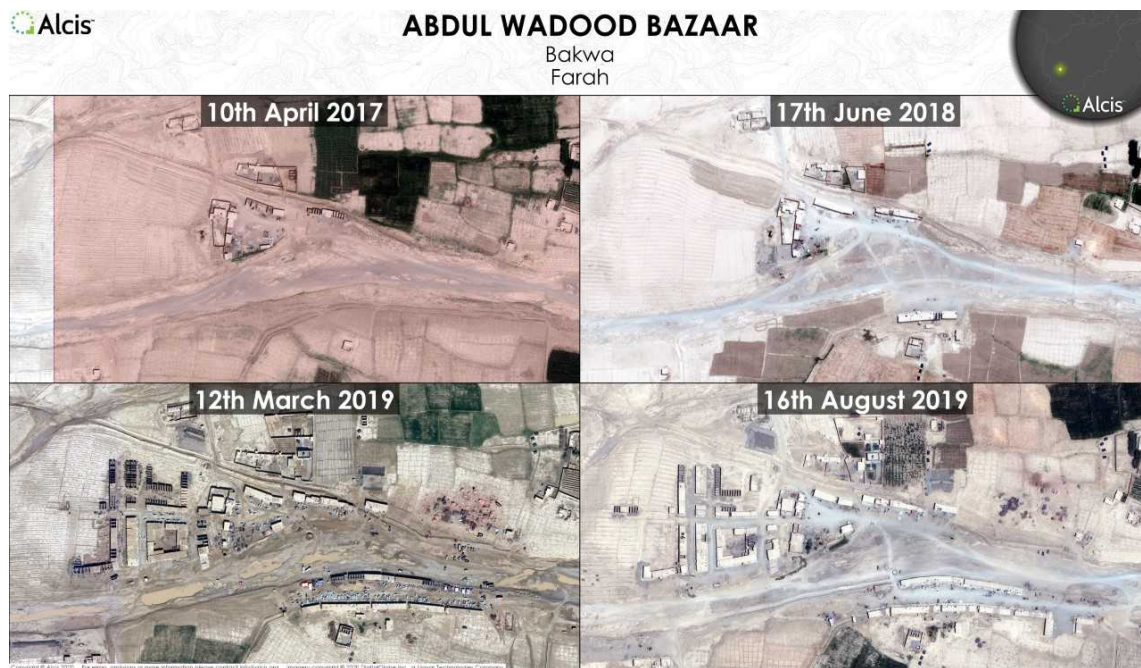 Alcis
ABDUL WADOOD BAZAAR
Bakwa
Farah
Alcis
10th April 2017
17th June 2018
12th March 2019
16th August 2019